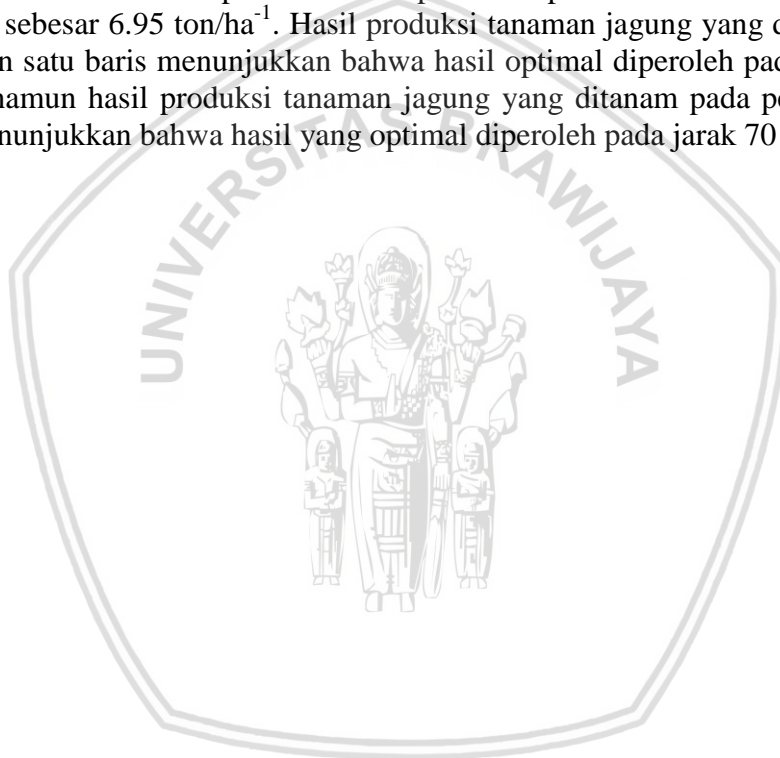 sebesar 6.95 ton/ha-1. Hasil produksi tanaman jagung yang
n satu baris menunjukkan bahwa hasil optimal diperoleh pad
namun hasil produksi tanaman jagung yang ditanam pada p
nunjukkan bahwa hasil yang optimal diperoleh pada jarak 70
UNIVERSITAS BRAWIJAYA